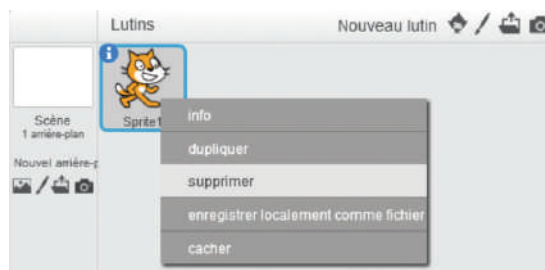 Lutins Nouveau lutin
Sprite1
Scène
1 arrière-plan
Nouvel arrière-p
info
dupliquer
supprimer
enregistrer localement comme fichier
cacher